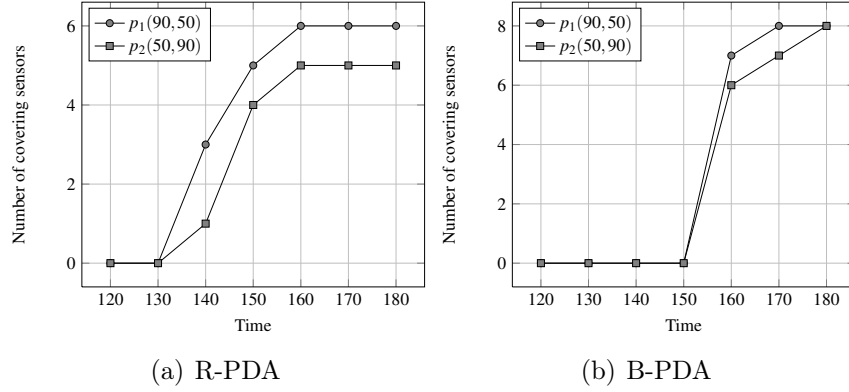 p₁(90,50)
p₂(50,90)
6
4
2
0
Number of covering sensors
120 130 140 150 160 170 180
Time
(a) R-PDA
p₁(90,50)
p₂(50,90)
8
6
4
2
0
Number of covering sensors
120 130 140 150 160 170 180
Time
(b) B-PDA